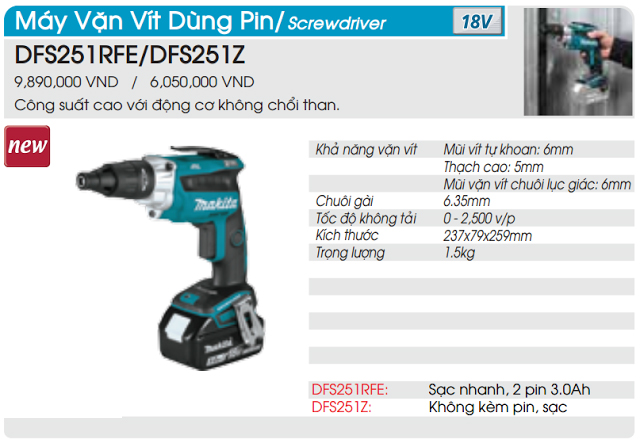 Máy Vặn Vít Dùng Pin/ Screwdriver 18V
DFS251RFE/DFS251Z
9,890,000 VND / 6,050,000 VND
Công suất cao với động cơ không chổi than.
new
Khả năng vặn vít Mũi vít tự khoan: 6mm
Thạch cao: 5mm
Mũi vặn vít chuôi lục giác: 6mm
Chuôi gài 6.35mm
Tốc độ không tải 0 - 2,500 v/p
Kích thước 237x79x259mm
Trọng lượng 1.5kg
makita
makita
DFS251RFE: Sạc nhanh, 2 pin 3.0Ah
DFS251Z: Không kèm pin, sạc